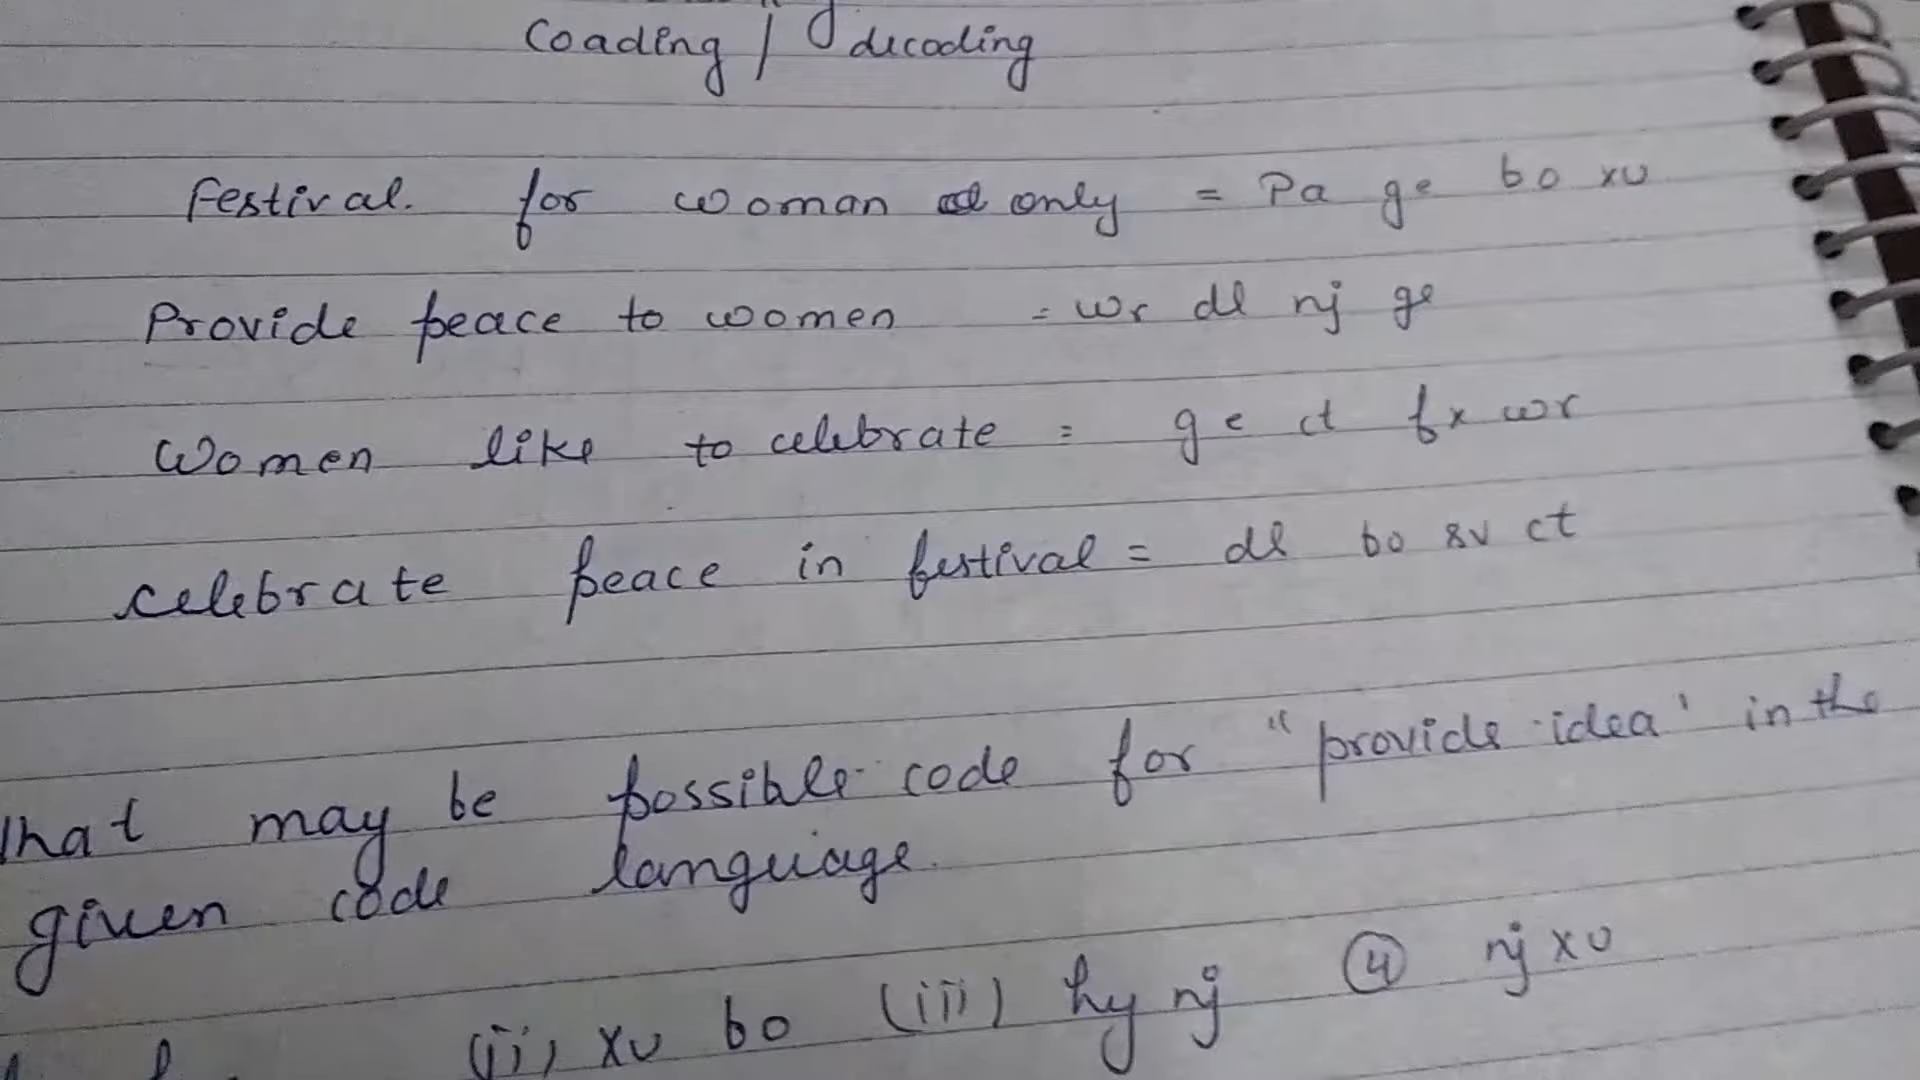 Coading / decoding
Festival. for woman only = Pa ge bo xu
Provide peace to women = wr dl nj ge
Women like to celebrate = ge ct fx wr
celebrate peace in festival = dl bo sv ct
hat may be possible code for "provide idea' in the
given code language.
(ii) xu bo (iii) hy nj (4) nj xu